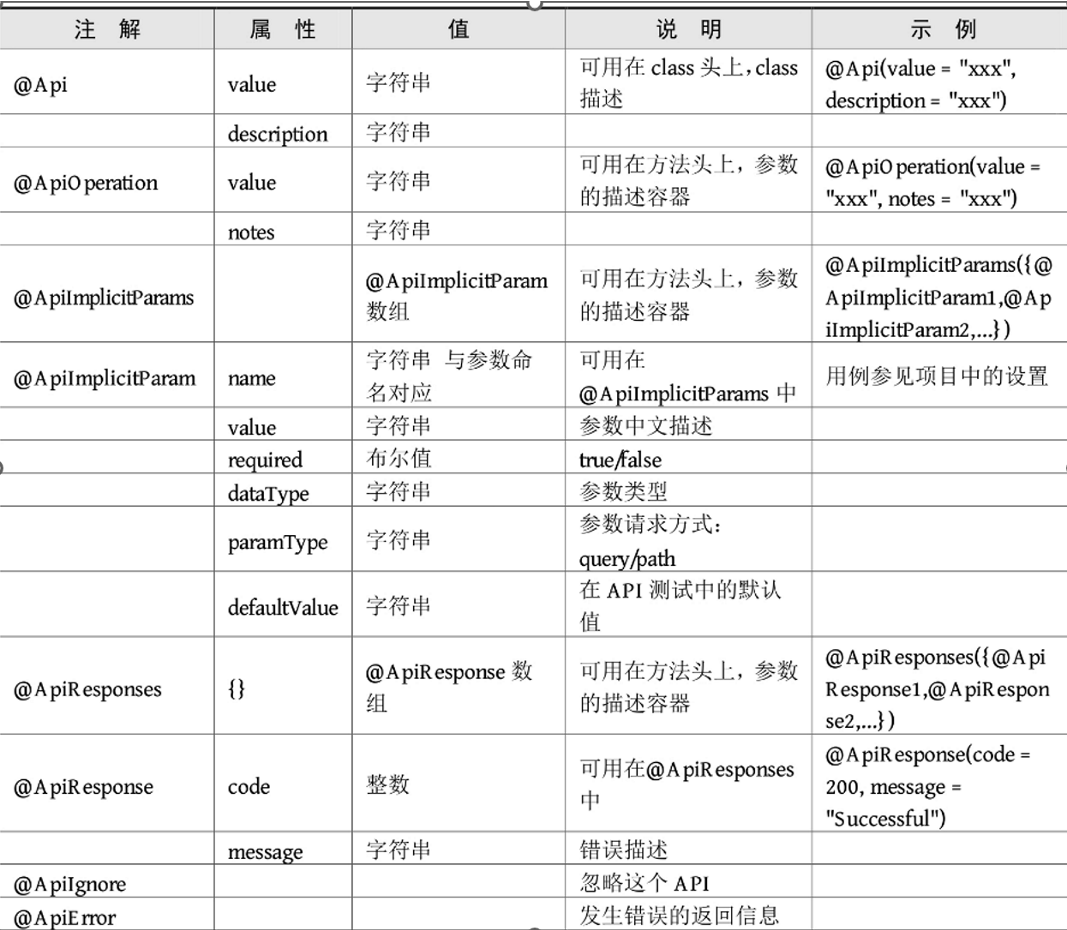 注 解 属 性 值 说 明 示 例
@Api value 字符串 可用在 class 头上,class 描述 @Api(value = "xxx", description = "xxx")
description 字符串
@ApiOperation value 字符串 可用在方法头上，参数的描述容器 @ApiOperation(value = "xxx", notes = "xxx")
notes 字符串
@ApiImplicitParams @ApiImplicitParam 数组 可用在方法头上，参数的描述容器 @ApiImplicitParams({@ApiImplicitParam1,@ApiImplicitParam2,...})
@ApiImplicitParam name 字符串 与参数命名对应 可用在 @ApiImplicitParams 中 用例参见项目中的设置
value 字符串 参数中文描述
required 布尔值 true/false
dataType 字符串 参数类型
paramType 字符串 参数请求方式： query/path
defaultValue 字符串 在 API 测试中的默认值
@ApiResponses {} @ApiResponse 数组 可用在方法头上，参数的描述容器 @ApiResponses({@ApiResponse1,@ApiResponse2,...})
@ApiResponse code 整数 可用在@ApiResponses 中 @ApiResponse(code = 200, message = "Successful")
message 字符串 错误描述
@ApiIgnore 忽略这个 API
@ApiError 发生错误的返回信息